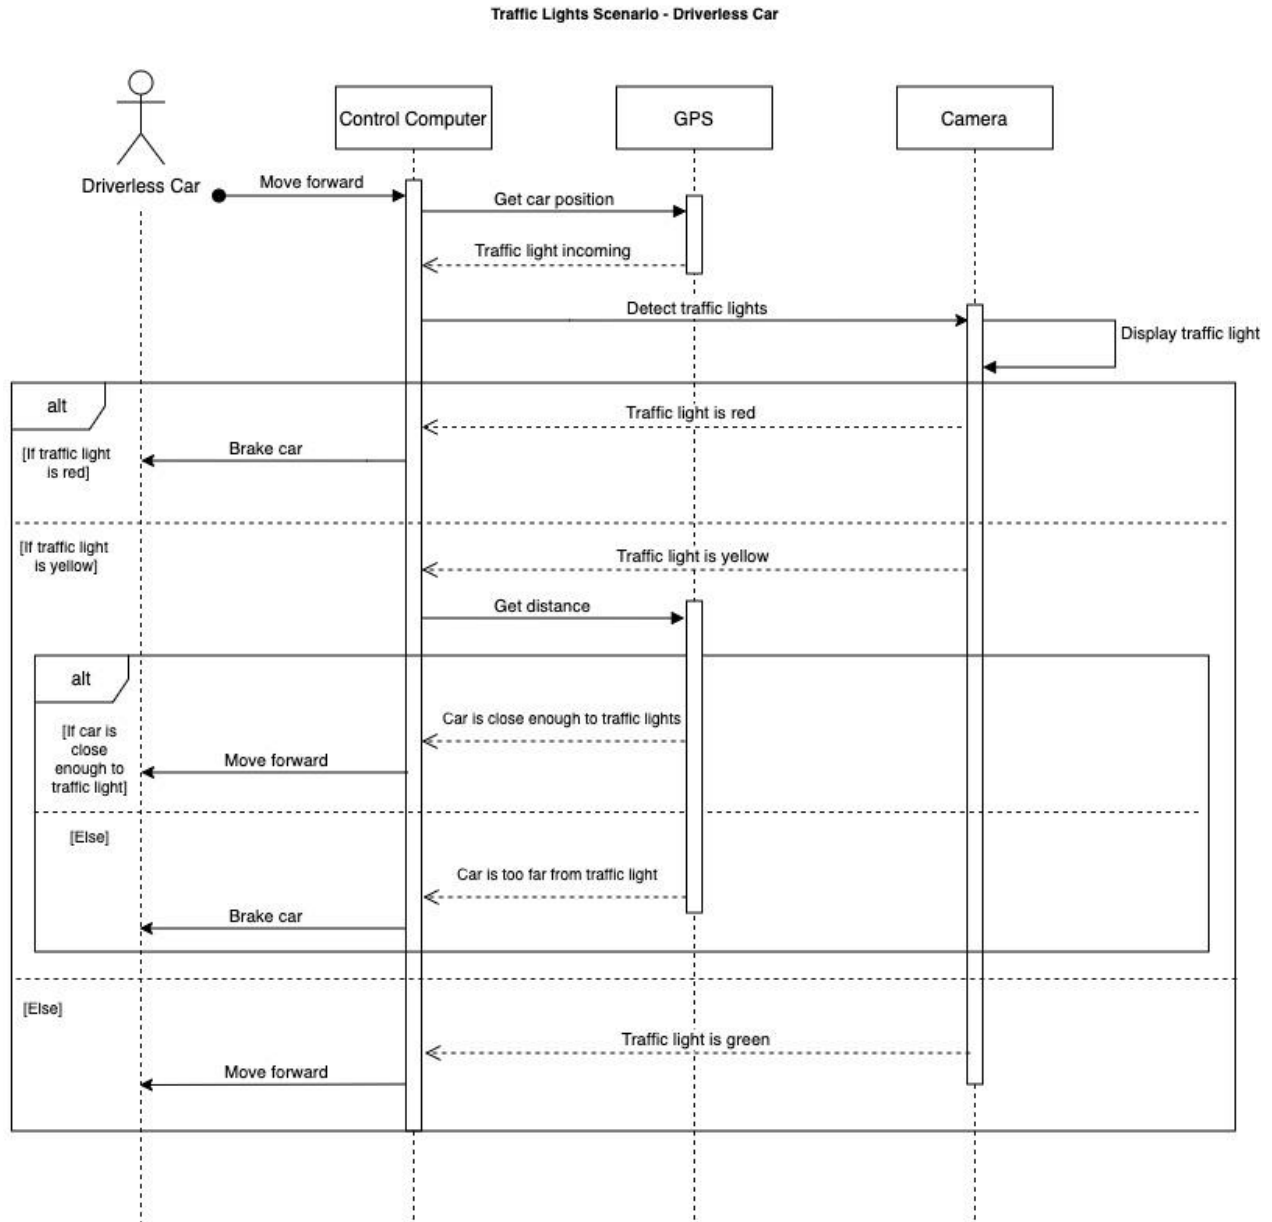 Traffic Lights Scenario - Driverless Car
Control Computer
GPS
Camera
Driverless Car
Move forward
Get car position
Traffic light incoming
Detect traffic lights
Display traffic light
alt
Traffic light is red
[If traffic light
is red]
Brake car
[If traffic light
is yellow]
Traffic light is yellow
Get distance
alt
Car is close enough to traffic lights
[If car is
close
enough to
traffic light]
Move forward
[Else]
Car is too far from traffic light
Brake car
[Else]
Traffic light is green
Move forward